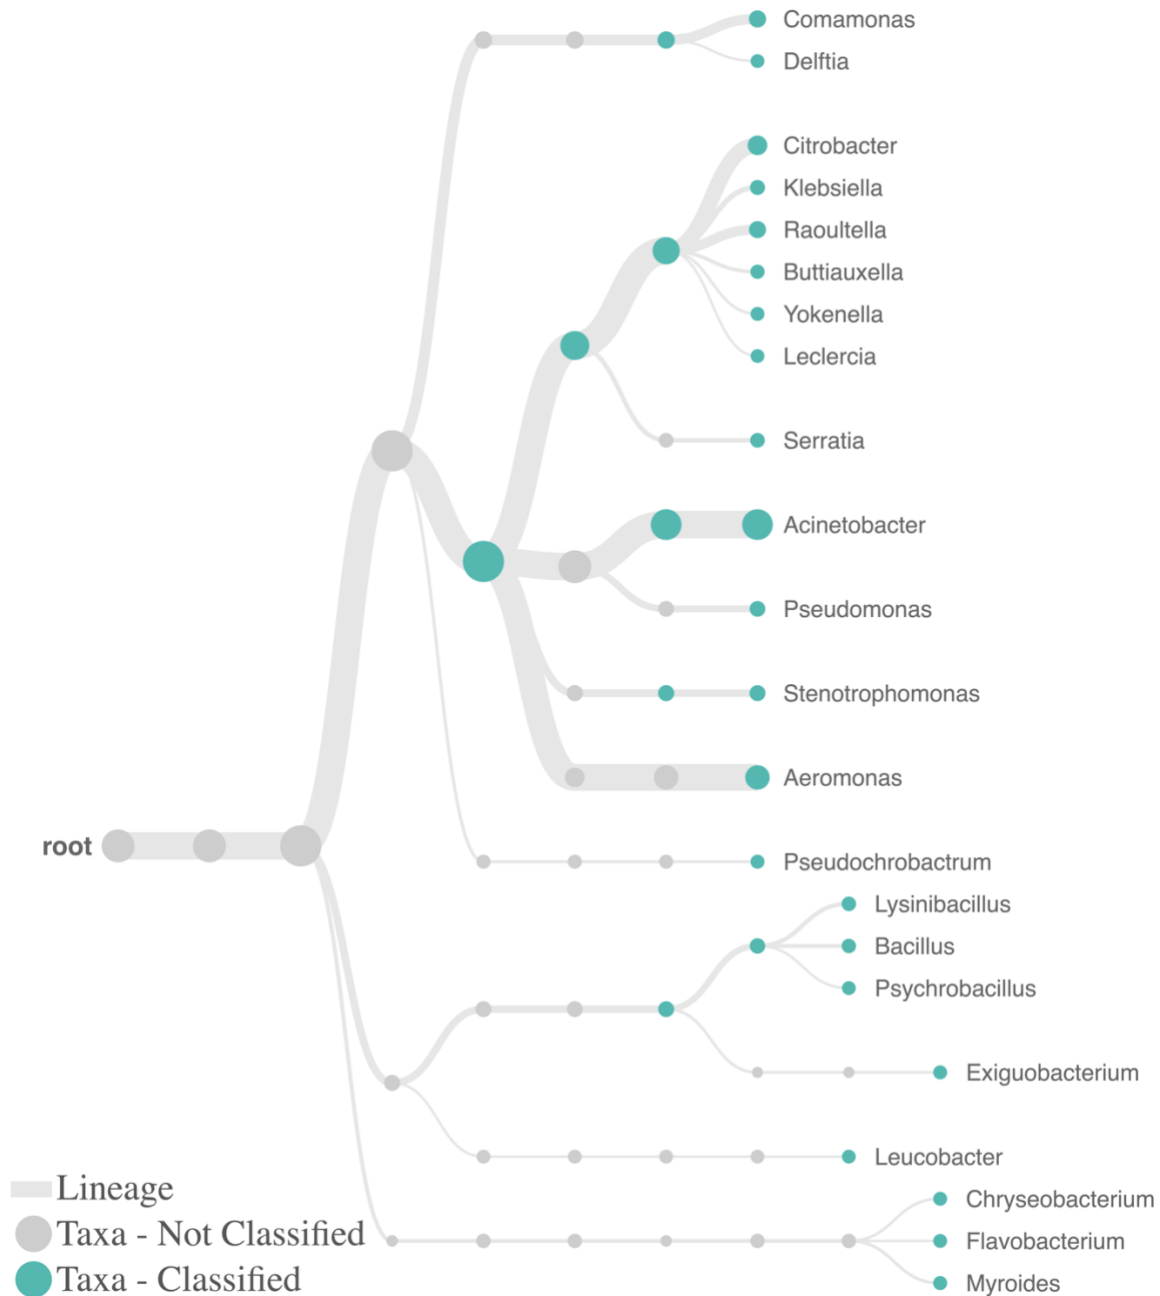 Comamonas
Delftia
Citrobacter
Klebsiella
Raoultella
Buttiauxella
Yokenella
Leclercia
Serratia
Acinetobacter
Pseudomonas
Stenotrophomonas
Aeromonas
root
Pseudochrobactrum
Lysinibacillus
Bacillus
Psychrobacillus
Exiguobacterium
Leucobacter
Lineage
Chryseobacterium
Taxa - Not Classified
Flavobacterium
Taxa - Classified
Myroides